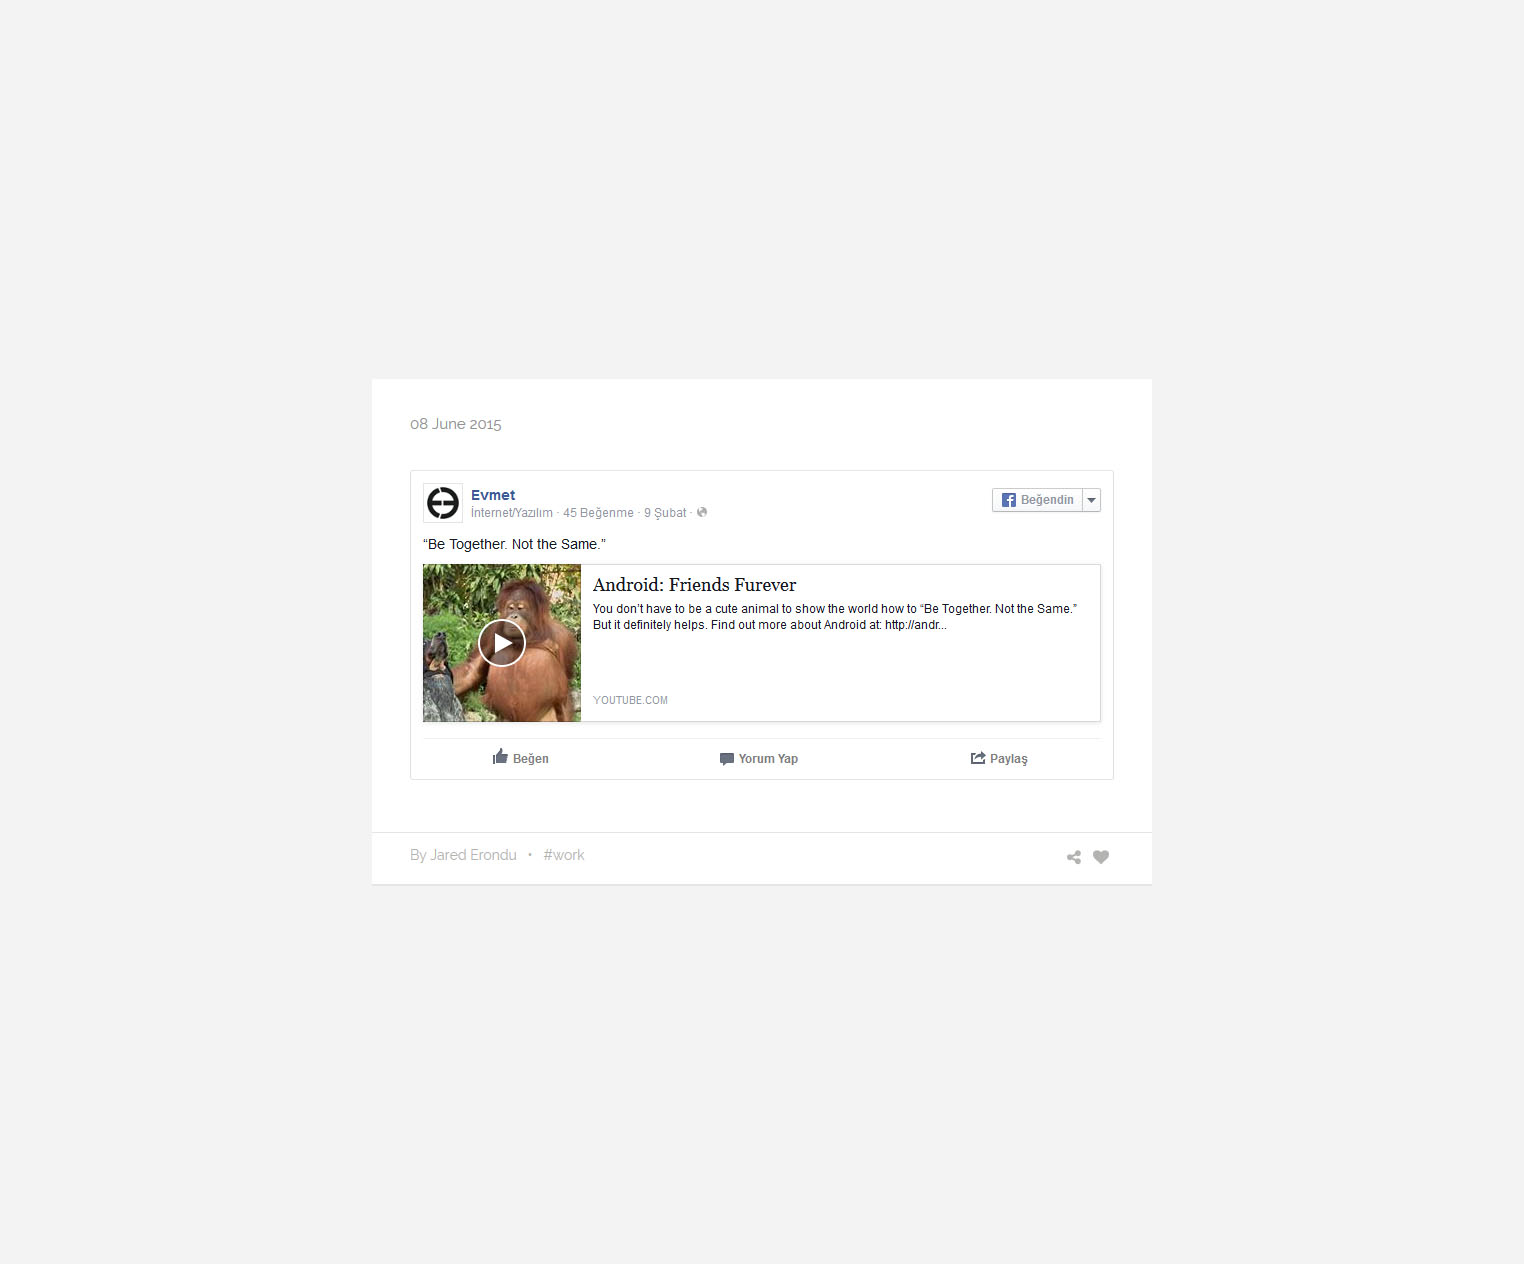 08 June 2015
Evmet
Beğendin
İnternet/Yazılım · 45 Beğenme · 9 Şubat ·
“Be Together. Not the Same.”
Android: Friends Furever
You don’t have to be a cute animal to show the world how to “Be Together. Not the Same.”
But it definitely helps. Find out more about Android at: http://andr...
YOUTUBE.COM
Beğen Yorum Yap Paylaş
By Jared Erondu • #work